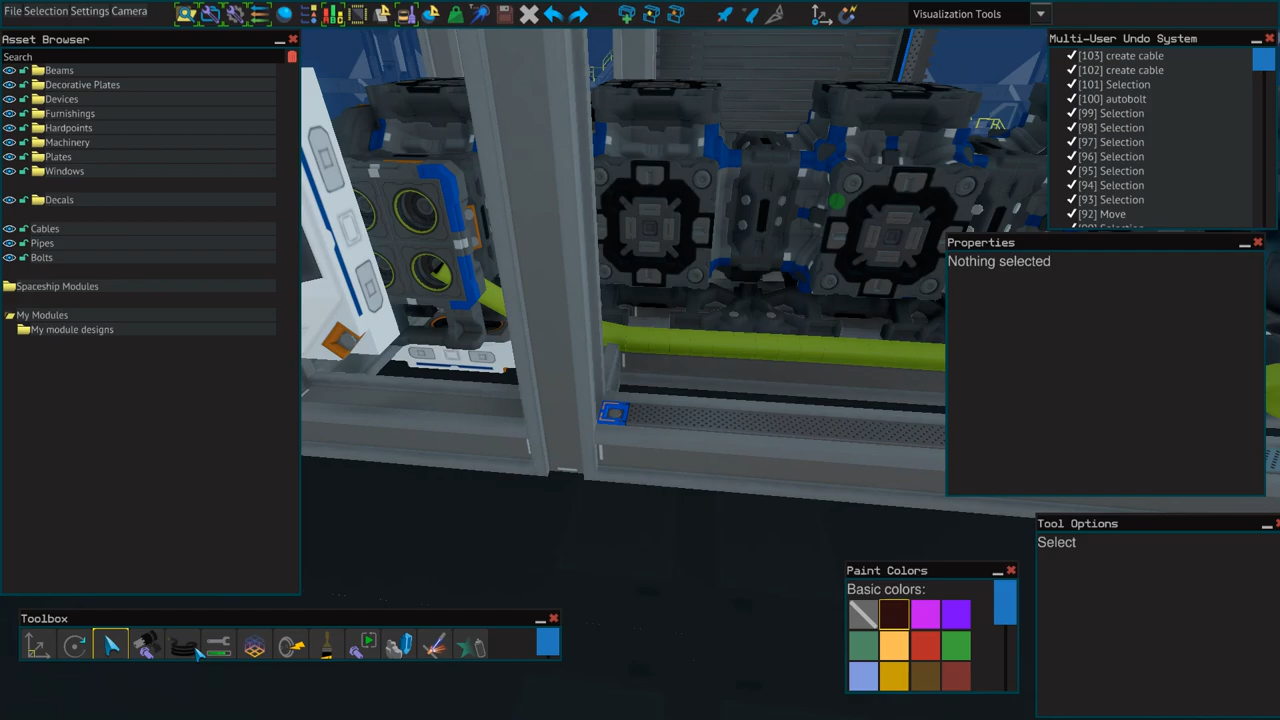 File Selection Settings Camera
Visualization Tools
Asset Browser
Search
Beams
Decorative Plates
Devices
Furnishings
Hardpoints
Machinery
Plates
Windows
Decals
Cables
Pipes
Bolts
Spaceship Modules
My Modules
My module designs
Multi-User Undo System
[103] create cable
[102] create cable
[101] Selection
[100] autobolt
[99] Selection
[98] Selection
[97] Selection
[96] Selection
[95] Selection
[94] Selection
[93] Selection
[92] Move
Properties
Nothing selected
Tool Options
Select
Paint Colors
Basic colors:
Toolbox